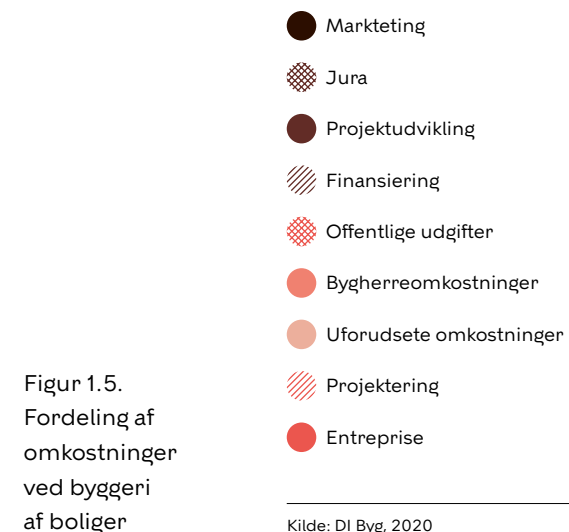 Markteting
Jura
Projektudvikling
Finansiering
Offentlige udgifter
Bygherreomkostninger
Uforudsete omkostninger
Projektering
Entreprise
Figur 1.5.
Fordeling af
omkostninger
ved byggeri
af boliger
Kilde: DI Byg, 2020